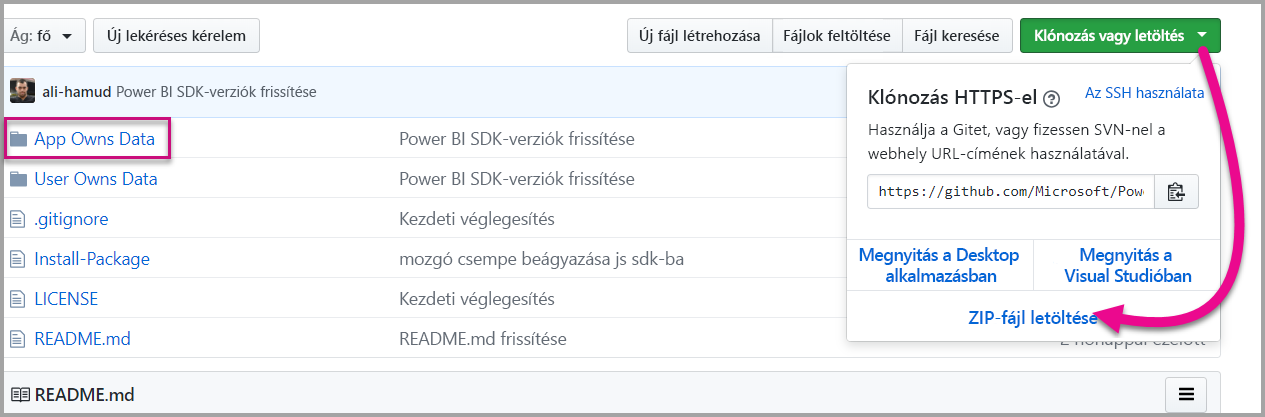 Ág: fő
Új lekéréses kérelem
Új fájl létrehozása
Fájlok feltöltése
Fájl keresése
Klónozás vagy letöltés
ali-hamud Power BI SDK-verziók frissítése
App Owns Data
Power BI SDK-verziók frissítése
User Owns Data
Power BI SDK-verziók frissítése
.gitignore
Kezdeti véglegesítés
Install-Package
mozgó csempe beágyazása js sdk-ba
LICENSE
Kezdeti véglegesítés
README.md
README.md frissítése
Klónozás HTTPS-el
Az SSH használata
Használja a Gitet, vagy fizessen SVN-nel a
webhely URL-címének használatával.
https://github.com/Microsoft/Pow
Megnyitás a Desktop
alkalmazásban
Megnyitás a
Visual Studióban
ZIP-fájl letöltése
README.md